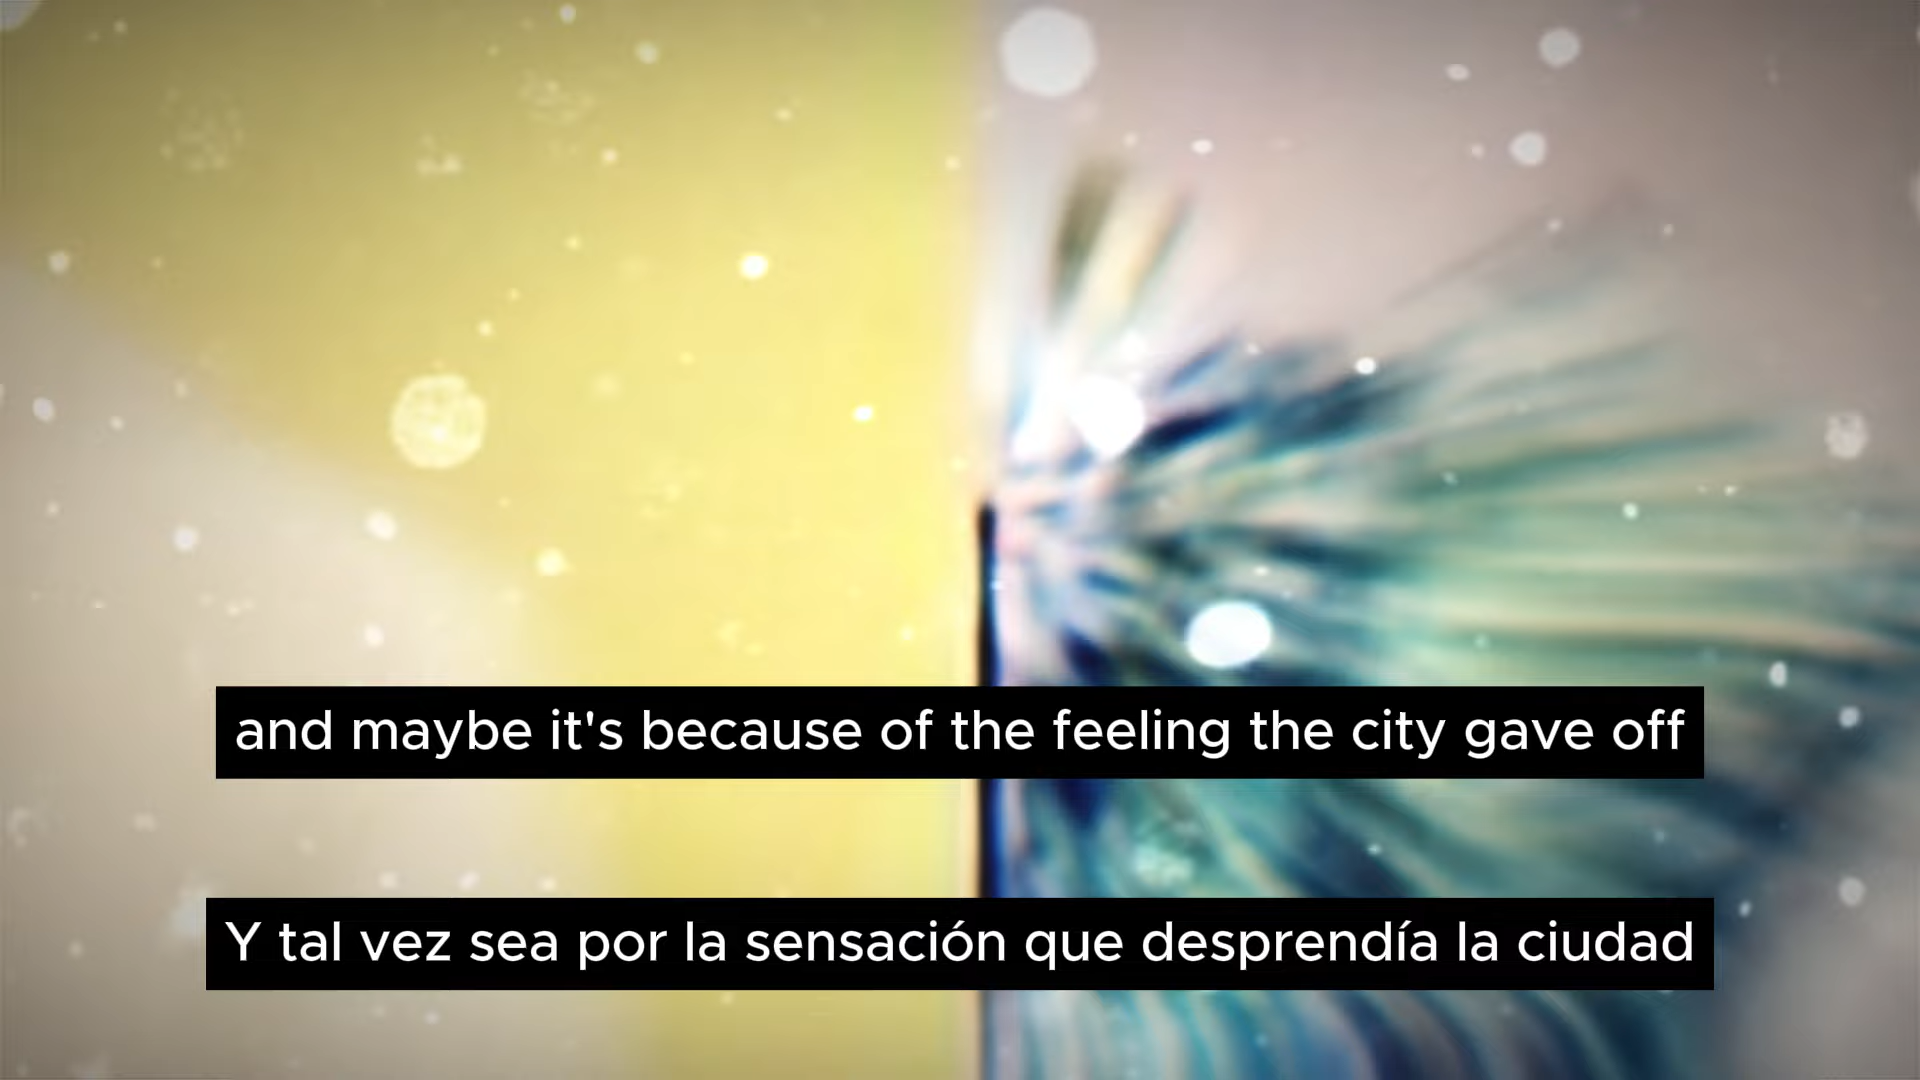 and maybe it's because of the feeling the city gave off
Y tal vez sea por la sensación que desprendía la ciudad